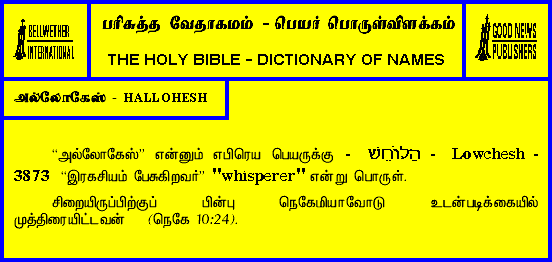 BELLWETHER
INTERNATIONAL
பரிசுத்த வேதாகமம் - பெயர் பொருள்விளக்கம்
THE HOLY BIBLE - DICTIONARY OF NAMES
GOOD NEWS
PUBLISHERS
அல்லோகேஸ் - HALLOHESH
“அல்லோகேஸ்” என்னும் எபிரெய பெயருக்கு - הַלּוֹחֵשׁ - Lowchesh -
3873 “இரகசியம் பேசுகிறவர்” "whisperer" என்று பொருள்.
சிறையிருப்பிற்குப் பின்பு நெகேமியாவோடு உடன்படிக்கையில்
முத்திரையிட்டவன் (நெகே 10:24).